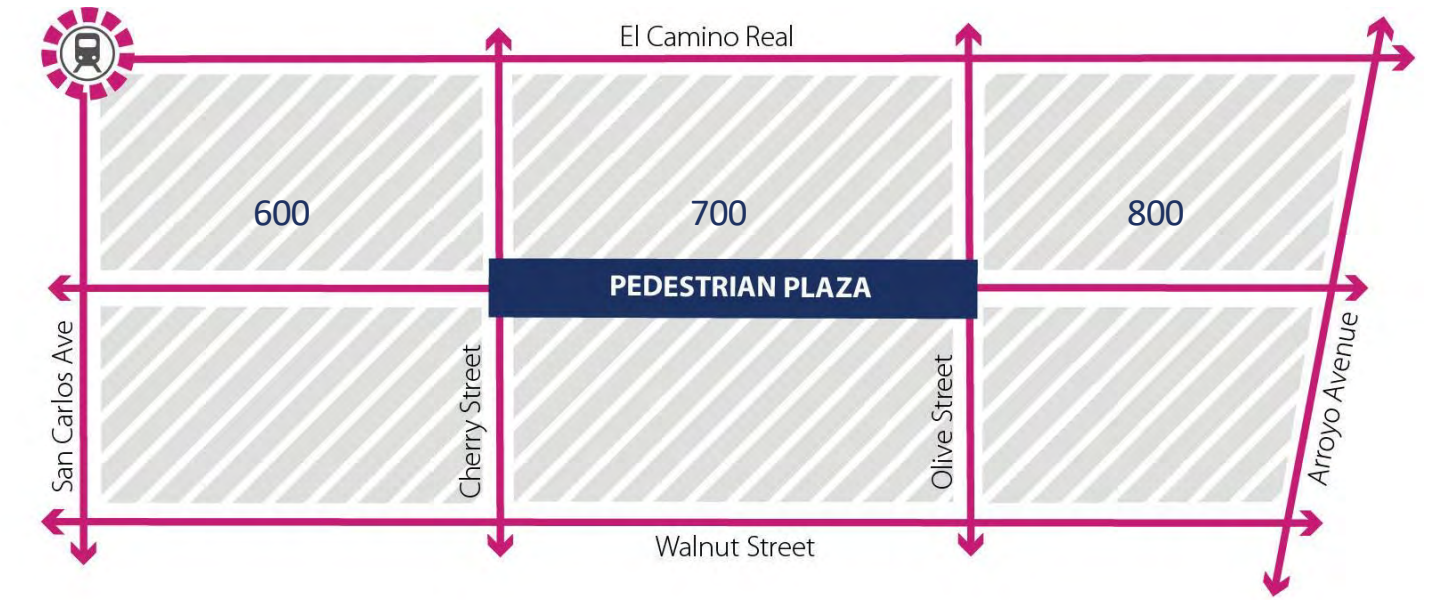 El Camino Real
600
700
800
PEDESTRIAN PLAZA
San Carlos Ave
Cherry Street
Olive Street
Arroyo Avenue
Walnut Street